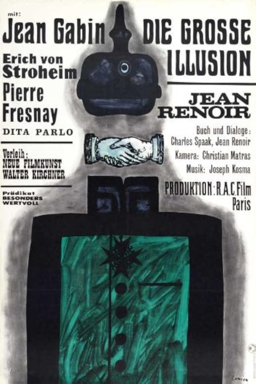 mit:
Jean Gabin
Erich von
Stroheim
Pierre
Fresnay
DITA PARLO
Verleih:
NEUE FILMKUNST
WALTER KIRCHNER
Prädikat
BESONDERS
WERTVOLL
DIE GROSSE
ILLUSION
JEAN
RENOIR
Buch und Dialoge:
Charles Spaak, Jean Renoir
Kamera: Christian Matras
Musik: Joseph Kosma
PRODUKTION: R.A.C. Film
Paris